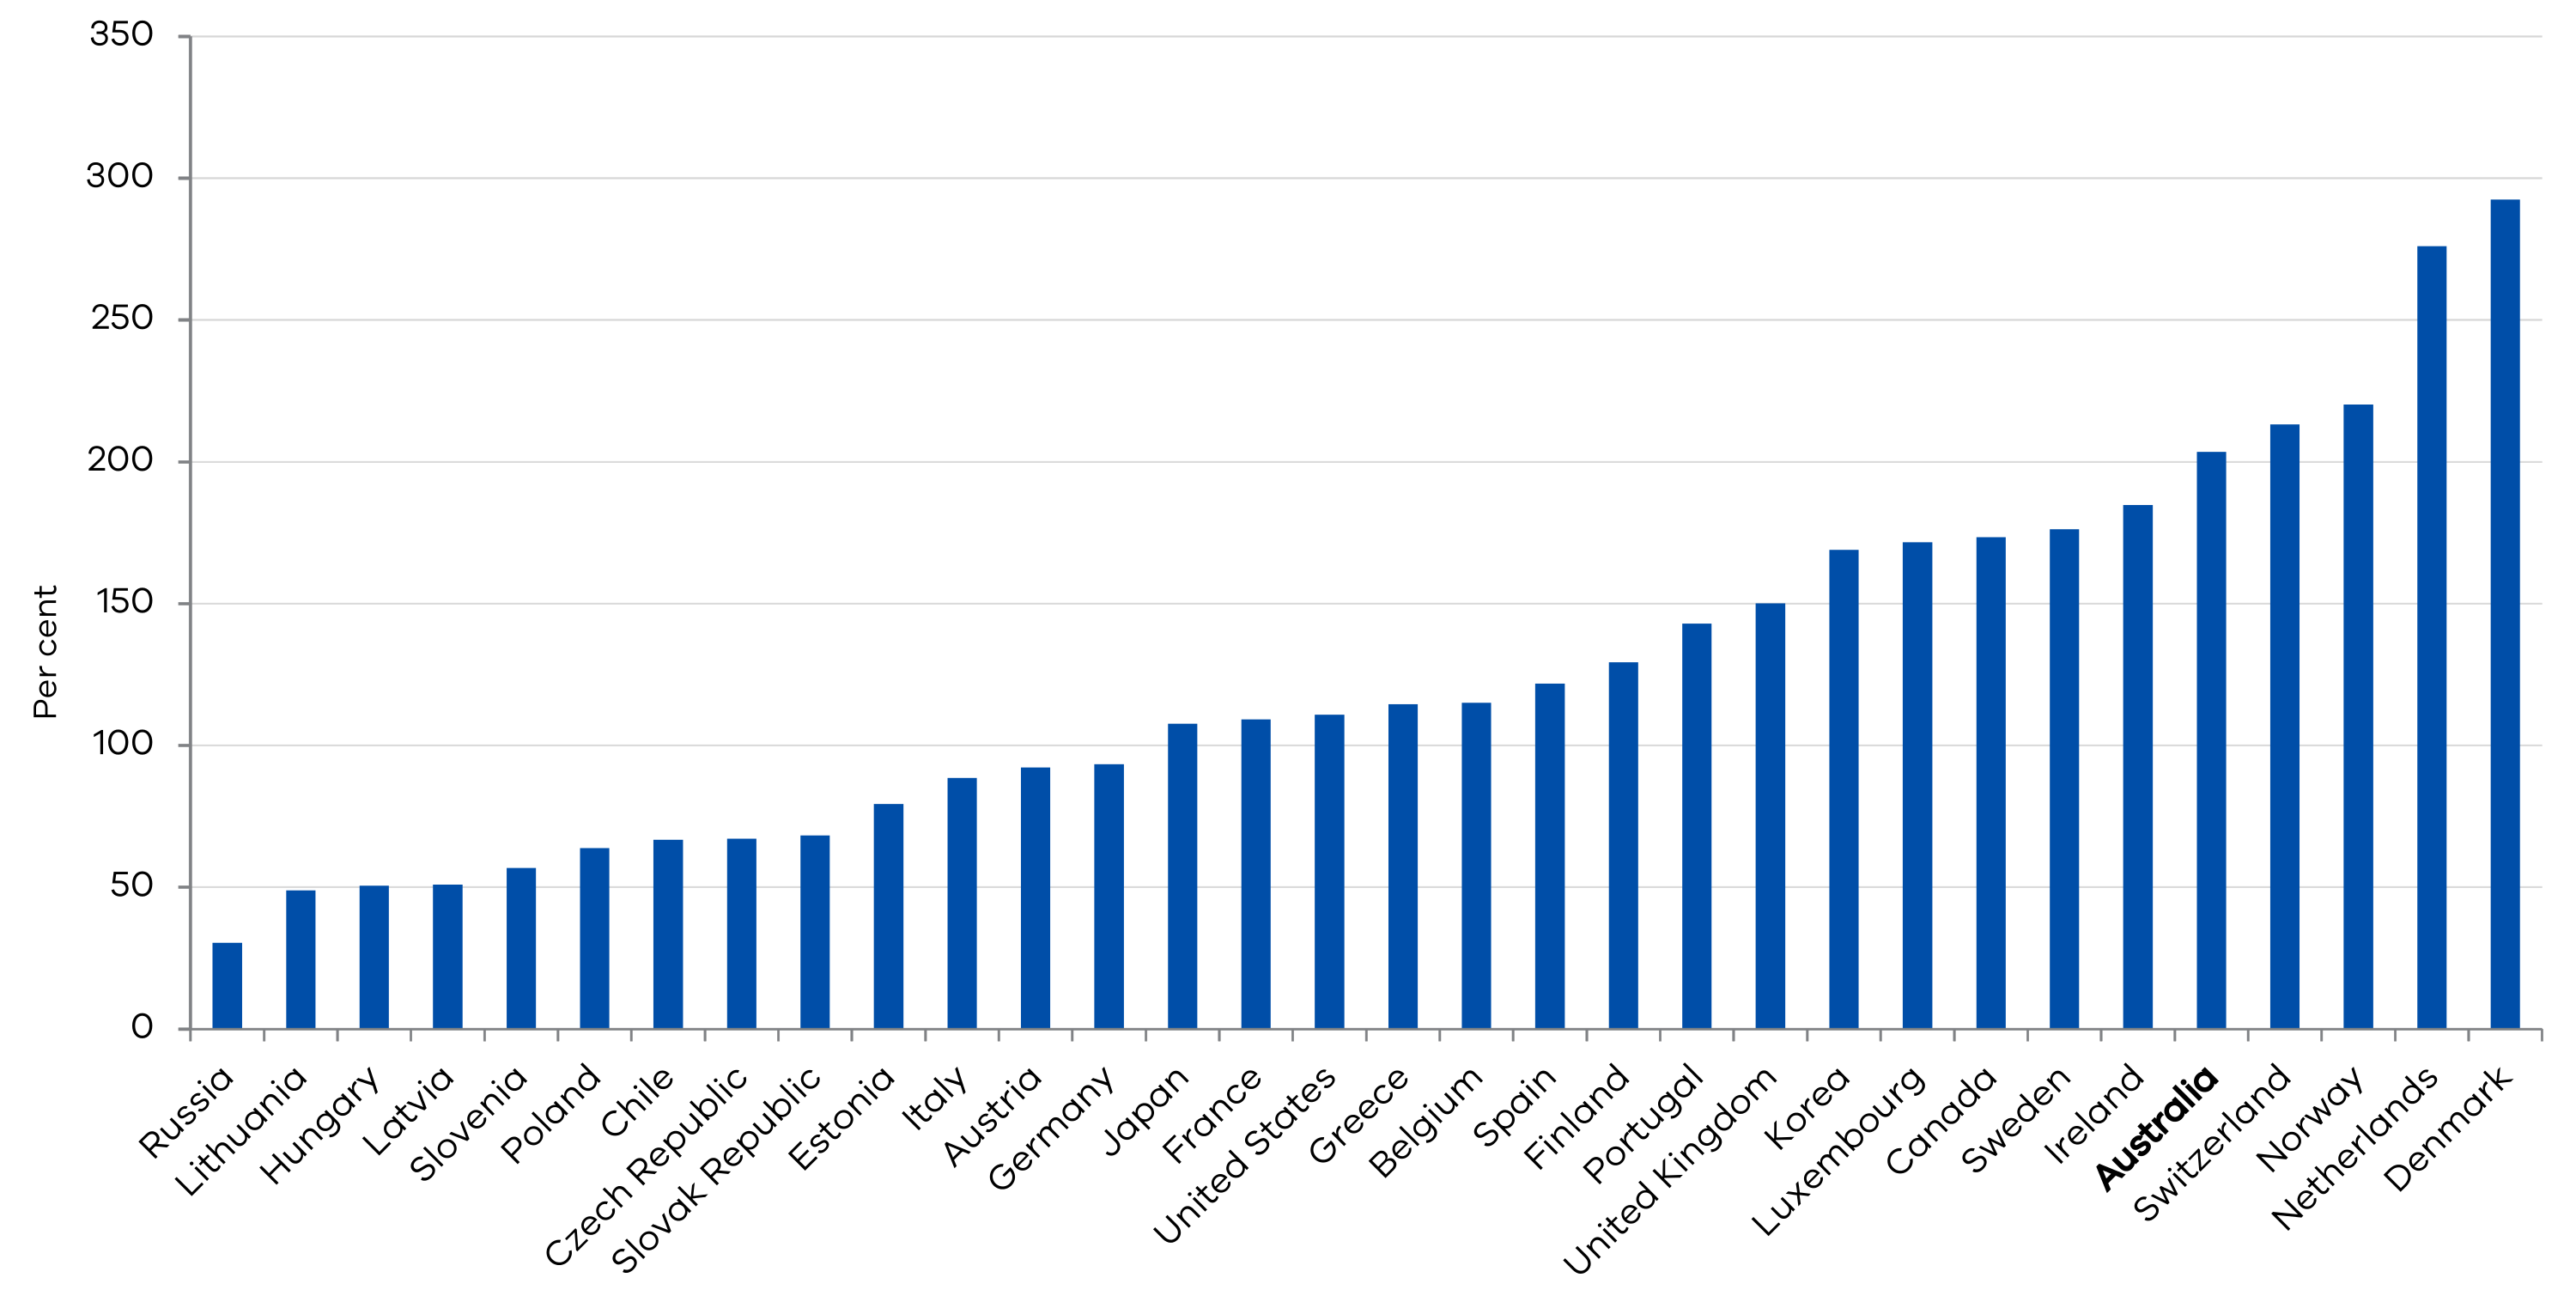 350
300
250
200
150
100
50
0
Per cent
Russia
Lithuania
Hungary
Latvia
Slovenia
Poland
Chile
Czech Republic
Slovak Republic
Estonia
Italy
Austria
Germany
Japan
France
United States
Greece
Belgium
Spain
Finland
Portugal
United Kingdom
Korea
Luxembourg
Canada
Sweden
Ireland
Australia
Switzerland
Norway
Netherlands
Denmark